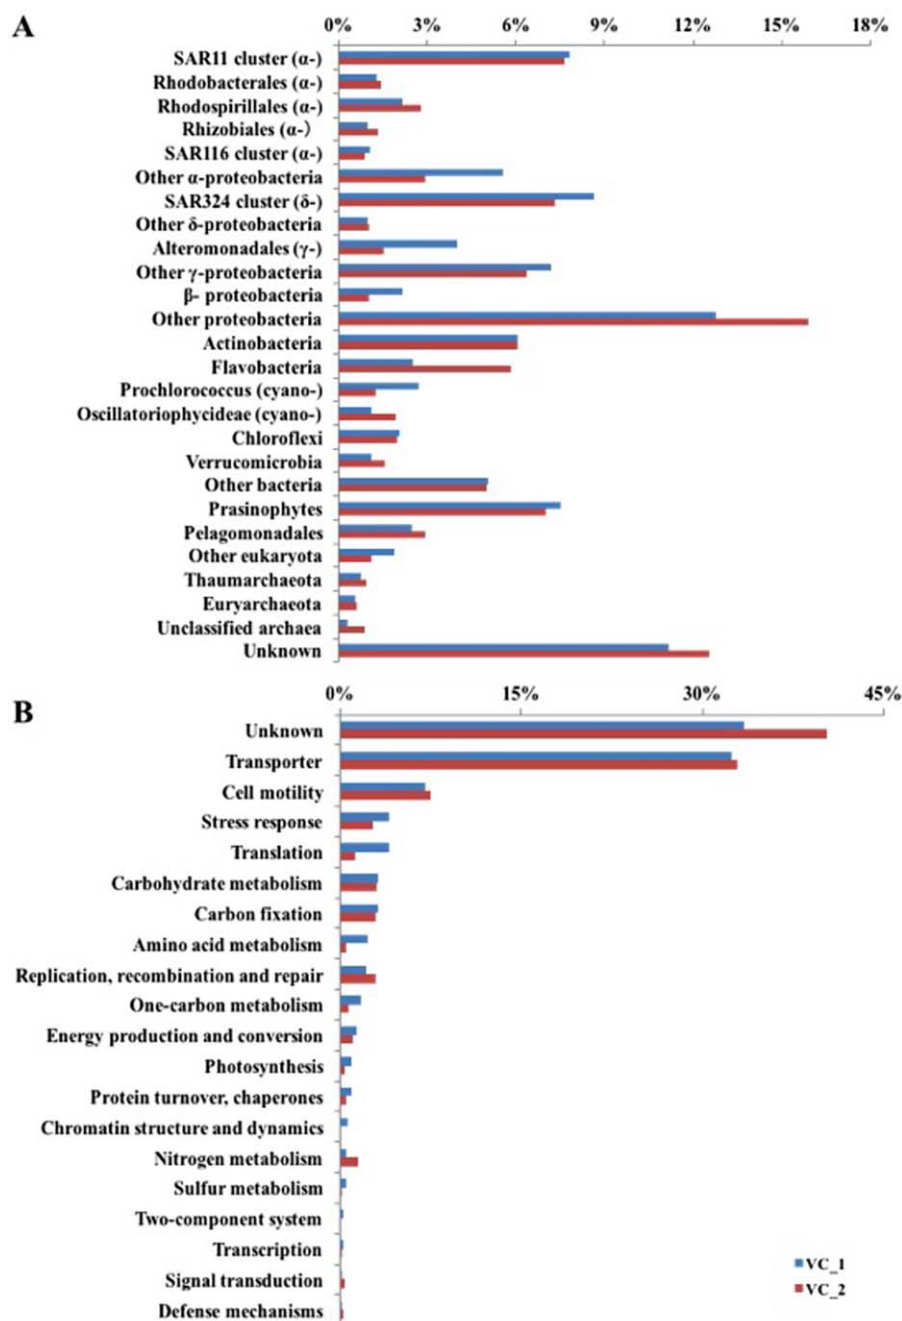 A
0% 3% 6% 9% 12% 15% 18%
SAR11 cluster (α-)
Rhodobacterales (α-)
Rhodospirillales (α-)
Rhizobiales (α-)
SAR116 cluster (α-)
Other α-proteobacteria
SAR324 cluster (δ-)
Other δ-proteobacteria
Alteromonadales (γ-)
Other γ-proteobacteria
β- proteobacteria
Other proteobacteria
Actinobacteria
Flavobacteria
Prochlorococcus (cyano-)
Oscillatoriophycideae (cyano-)
Chloroflexi
Verrucomicrobia
Other bacteria
Prasinophytes
Pelagomonadales
Other eukaryota
Thaumarchaeota
Euryarchaeota
Unclassified archaea
Unknown
B
0% 15% 30% 45%
Unknown
Transporter
Cell motility
Stress response
Translation
Carbohydrate metabolism
Carbon fixation
Amino acid metabolism
Replication, recombination and repair
One-carbon metabolism
Energy production and conversion
Photosynthesis
Protein turnover, chaperones
Chromatin structure and dynamics
Nitrogen metabolism
Sulfur metabolism
Two-component system
Transcription
Signal transduction
Defense mechanisms
VC_1
VC_2